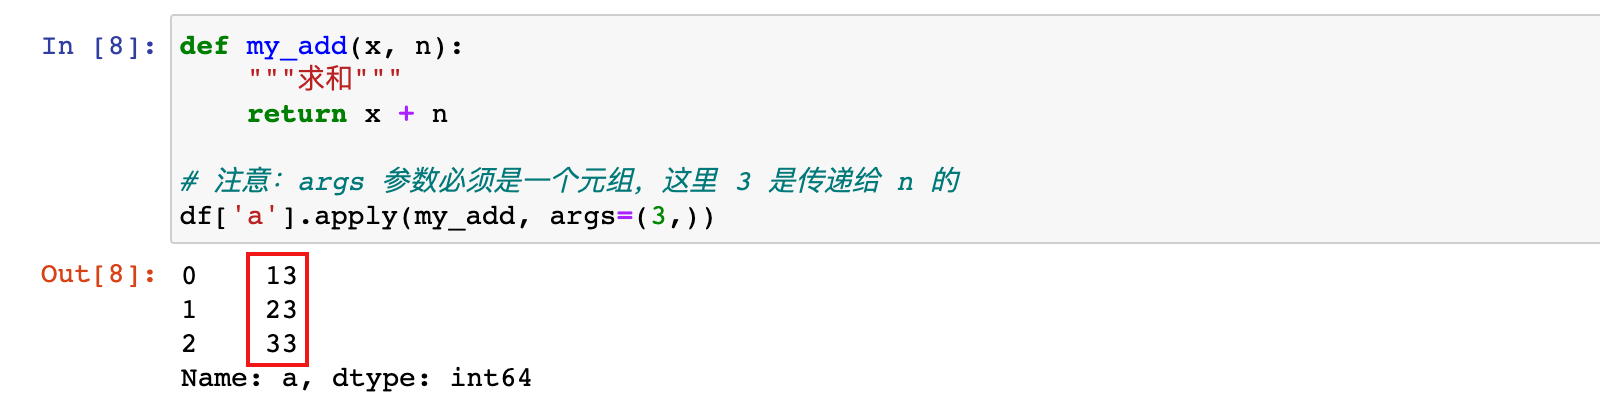 In [8]: def my_add(x, n):
    """求和"""
    return x + n
# 注意：args 参数必须是一个元组，这里 3 是传递给 n 的
df['a'].apply(my_add, args=(3,))
Out[8]: 0    13
1    23
2    33
Name: a, dtype: int64